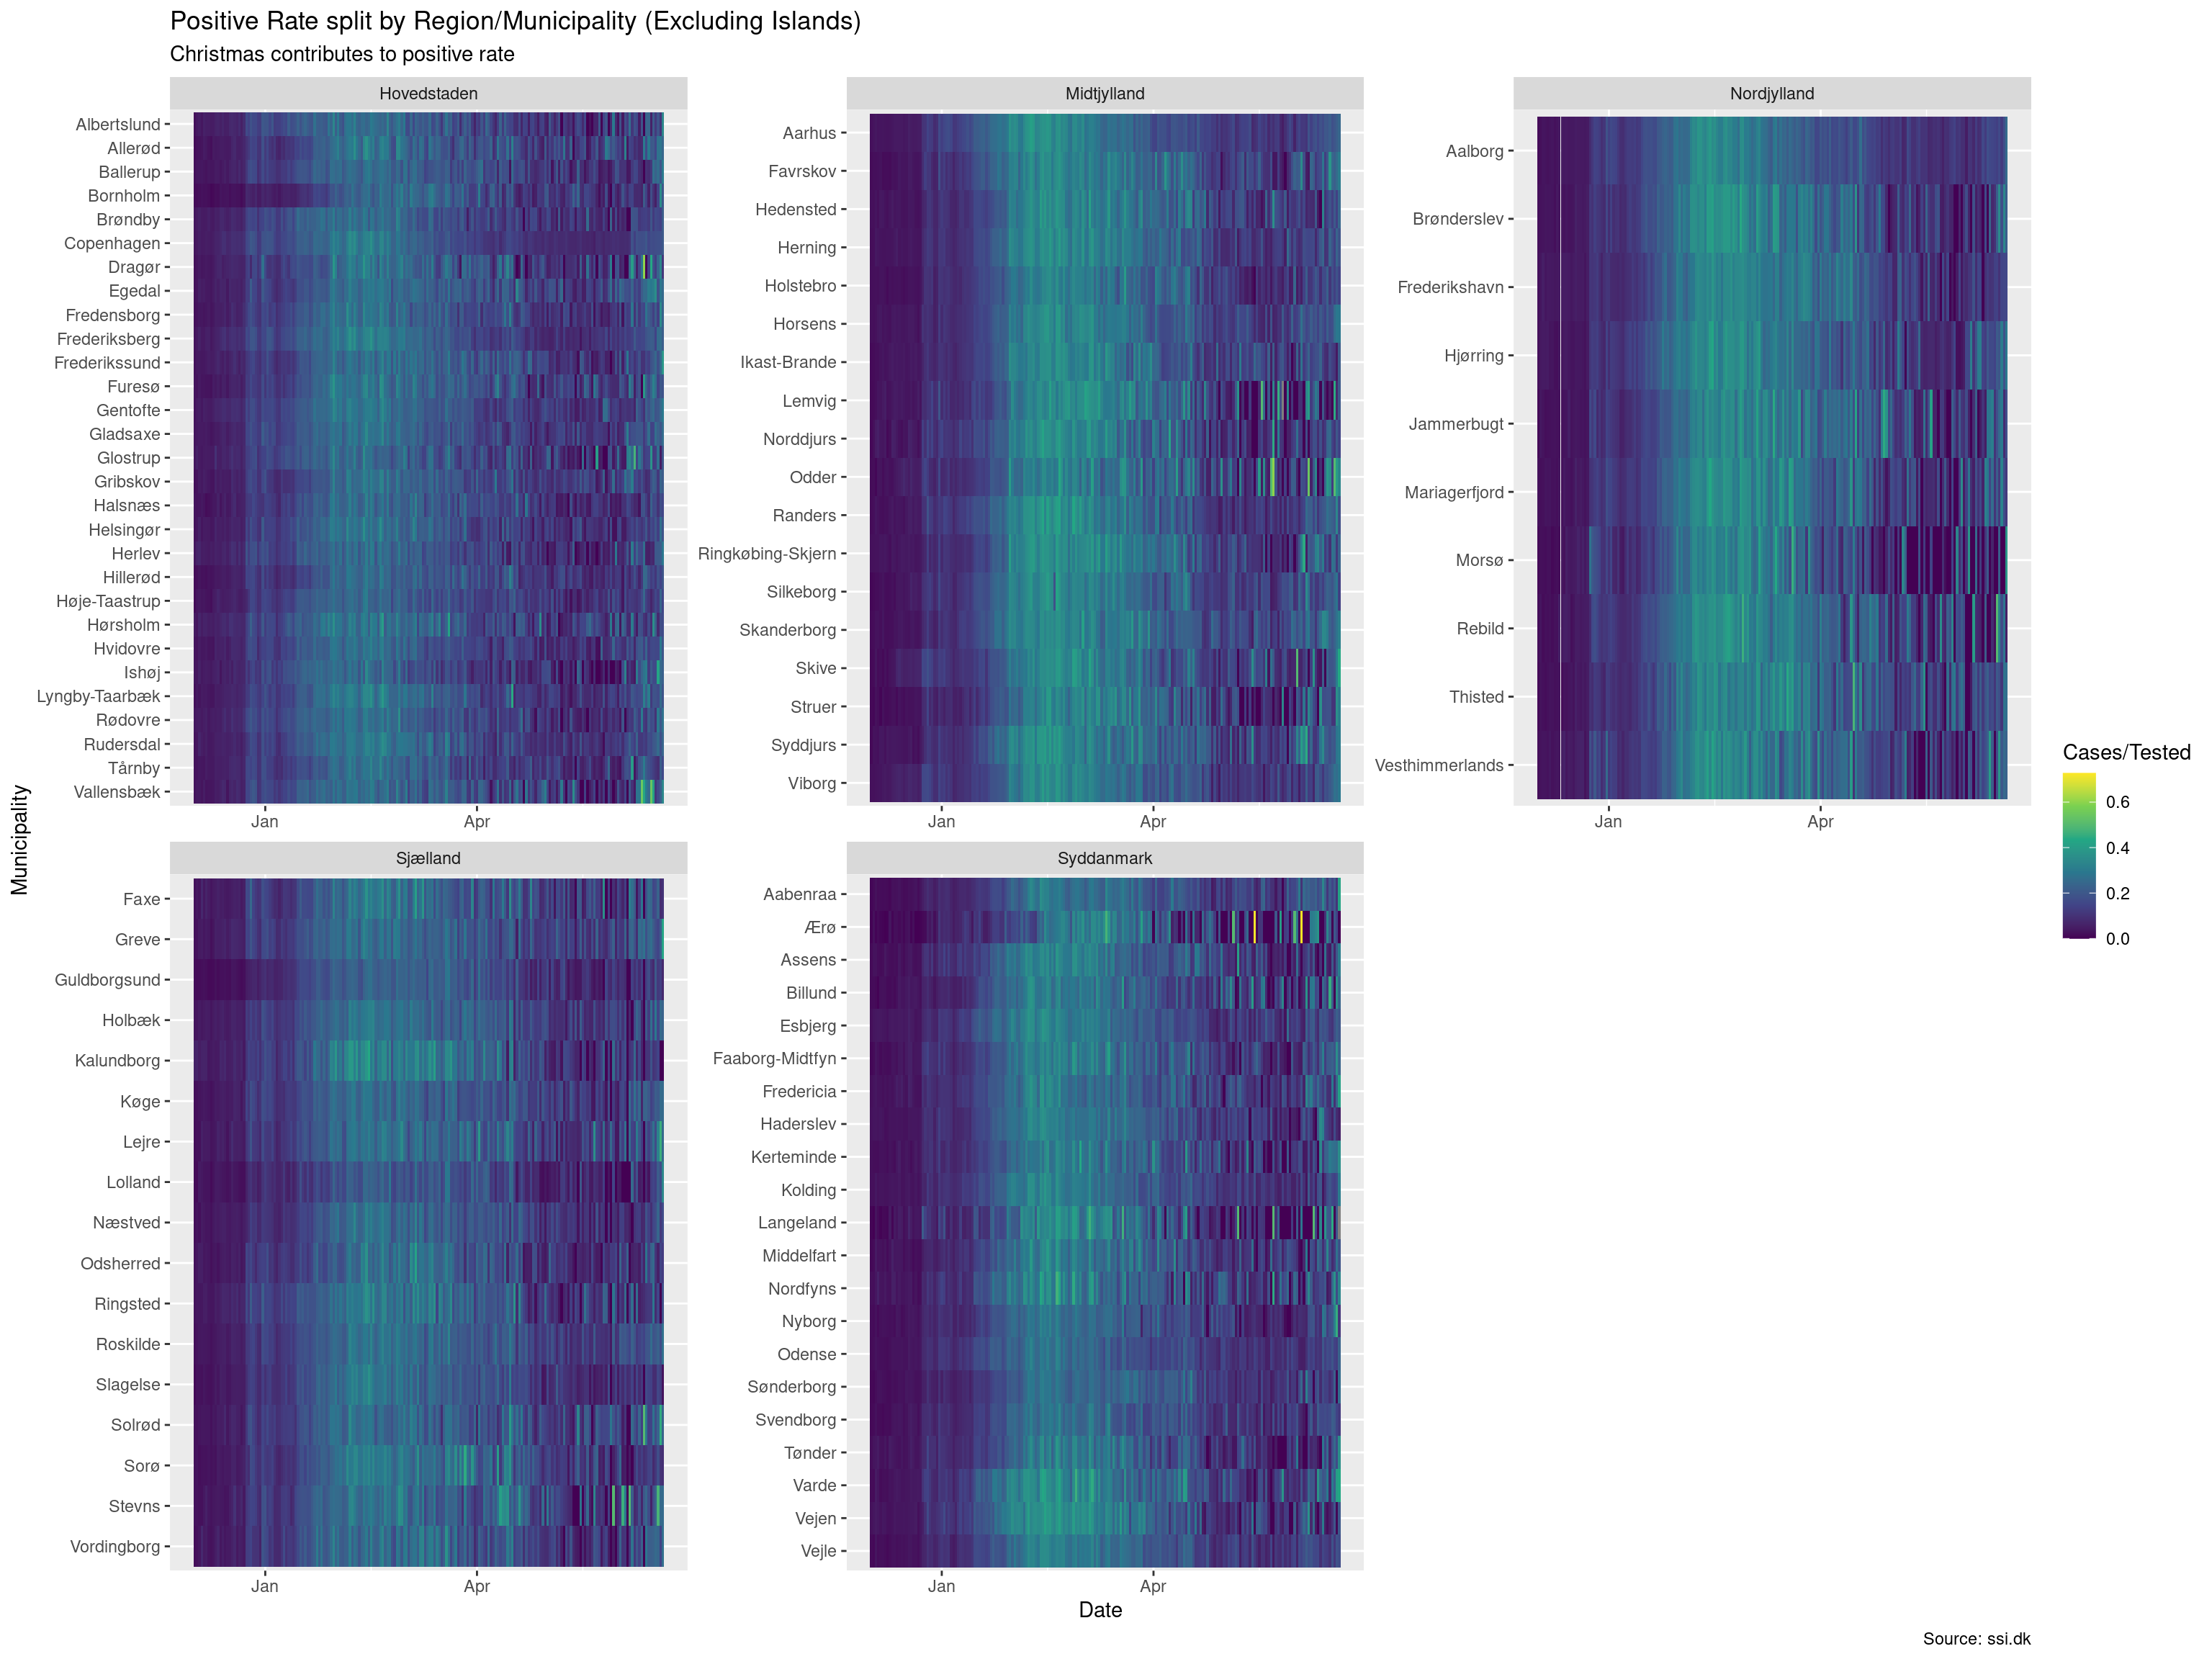 Positive Rate split by Region/Municipality (Excluding Islands)
Christmas contributes to positive rate
Municipality
Hovedstaden
Albertslund
Allerød
Ballerup
Bornholm
Brøndby
Copenhagen
Dragør
Egedal
Fredensborg
Frederiksberg
Frederikssund
Furesø
Gentofte
Gladsaxe
Glostrup
Gribskov
Halsnæs
Helsingør
Herlev
Hillerød
Høje-Taastrup
Hørsholm
Hvidovre
Ishøj
Lyngby-Taarbæk
Rødovre
Rudersdal
Tårnby
Vallensbæk
Jan Apr
Midtjylland
Aarhus
Favrskov
Hedensted
Herning
Holstebro
Horsens
Ikast-Brande
Lemvig
Norddjurs
Odder
Randers
Ringkøbing-Skjern
Silkeborg
Skanderborg
Skive
Struer
Syddjurs
Viborg
Jan Apr
Nordjylland
Aalborg
Brønderslev
Frederikshavn
Hjørring
Jammerbugt
Mariagerfjord
Morsø
Rebild
Thisted
Vesthimmerlands
Jan Apr
Sjælland
Faxe
Greve
Guldborgsund
Holbæk
Kalundborg
Køge
Lejre
Lolland
Næstved
Odsherred
Ringsted
Roskilde
Slagelse
Solrød
Sorø
Stevns
Vordingborg
Jan Apr
Syddanmark
Aabenraa
Ærø
Assens
Billund
Esbjerg
Faaborg-Midtfyn
Fredericia
Haderslev
Kerteminde
Kolding
Langeland
Middelfart
Nordfyns
Nyborg
Odense
Sønderborg
Svendborg
Tønder
Varde
Vejen
Vejle
Jan Apr
Date
Cases/Tested
0.6
0.4
0.2
0.0
Source: ssi.dk